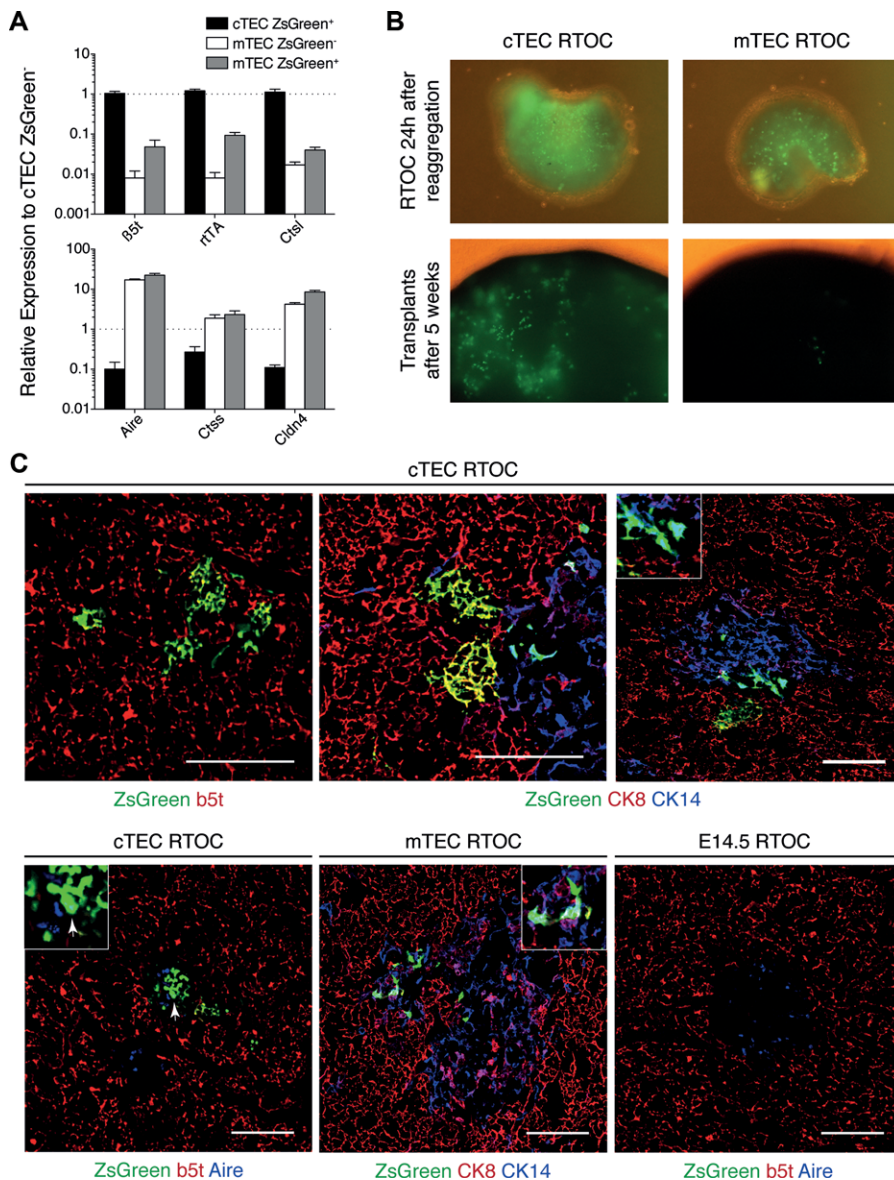 A
cTEC ZsGreen⁺
mTEC ZsGreen⁻
mTEC ZsGreen⁺
Relative Expression to cTEC ZsGreen⁻
10
1
0.1
0.01
0.001
ß5t
rtTA
Ctsl
100
10
1
0.1
0.01
Aire
Ctss
Cldn4
B
cTEC RTOC
mTEC RTOC
RTOC 24h after
reaggregation
Transplants
after 5 weeks
C
cTEC RTOC
ZsGreen b5t
ZsGreen CK8 CK14
cTEC RTOC
mTEC RTOC
E14.5 RTOC
ZsGreen b5t Aire
ZsGreen CK8 CK14
ZsGreen b5t Aire